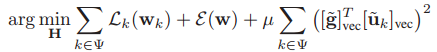 arg min_H ∑_{k∈Ψ} ℒ_k(𝐰_k) + ℰ(𝐰) + μ ∑_{k∈Ψ} ([𝐠̃]_vec^T [𝐮̃_k]_vec)^2